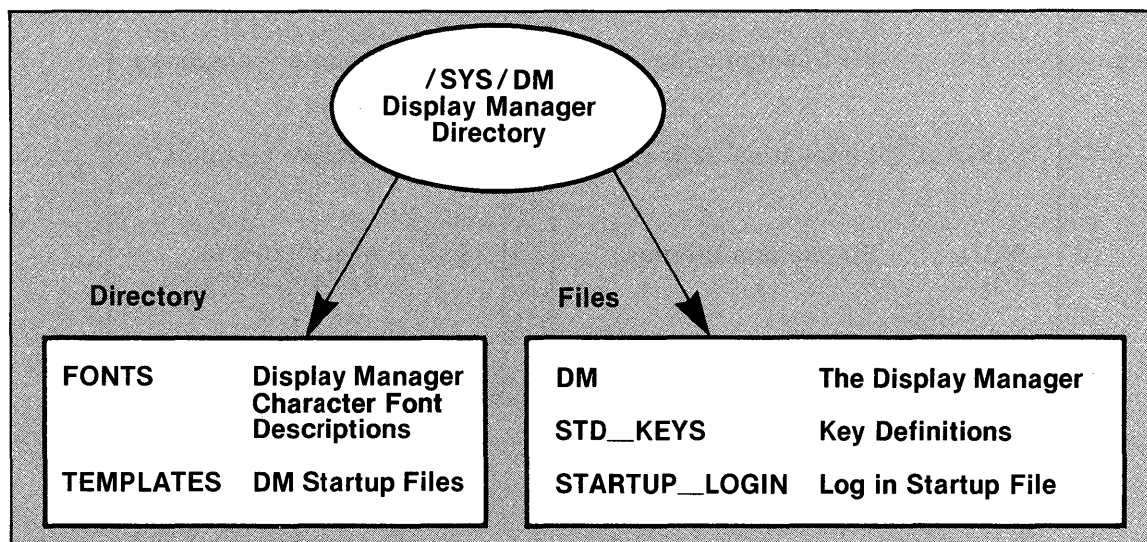 /SYS/DM
Display Manager
Directory
Directory
FONTS Display Manager
Character Font
Descriptions
TEMPLATES DM Startup Files
Files
DM The Display Manager
STD__KEYS Key Definitions
STARTUP__LOGIN Log in Startup File